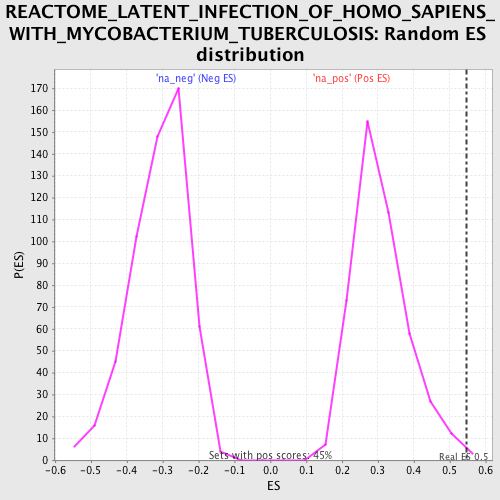 REACTOME_LATENT_INFECTION_OF_HOMO_SAPIENS_
WITH_MYCOBACTERIUM_TUBERCULOSIS: Random ES
distribution
'na_neg' (Neg ES) 'na_pos' (Pos ES)
170
160
150
140
130
120
110
100
90
80
70
60
50
40
30
20
10
0
P(ES)
Sets with pos scores: 45% Real ES 0.5
-0.6 -0.5 -0.4 -0.3 -0.2 -0.1 0.0 0.1 0.2 0.3 0.4 0.5 0.6
ES